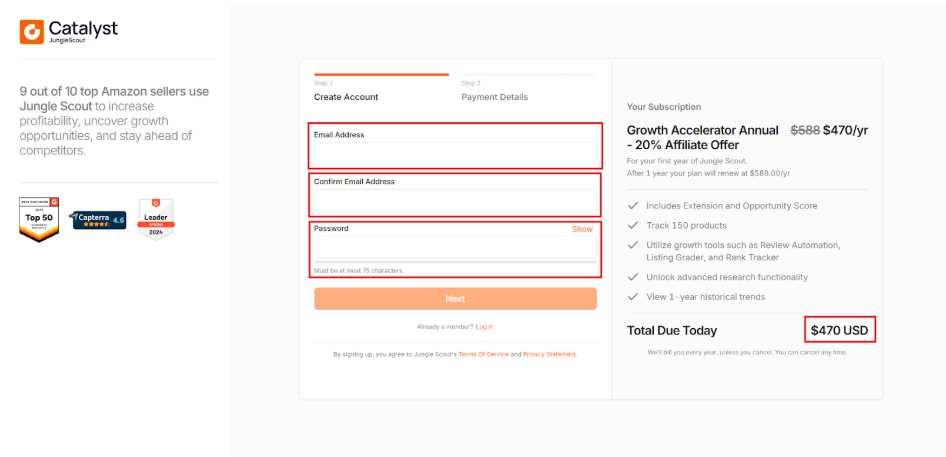 Catalyst
JungleScout
9 out of 10 top Amazon sellers use
Jungle Scout to increase
profitability, uncover growth
opportunities, and stay ahead of
competitors.
2024
Top 50
Capterra 4.6
Leader
SPRING
2024
Step 1
Create Account
Step 2
Payment Details
Email Address
Confirm Email Address
Password
Show
Must be at most 75 characters
Next
Already a member? Log in
By signing up, you agree to Jungle Scout's Terms Of Service and Privacy Statement.
Your Subscription
Growth Accelerator Annual $588 $470/yr
- 20% Affiliate Offer
For your first year of Jungle Scout.
After 1 year your plan will renew at $588.00/yr
Includes Extension and Opportunity Score
Track 150 products
Utilize growth tools such as Review Automation,
Listing Grader, and Rank Tracker
Unlock advanced research functionality
View 1-year historical trends
Total Due Today $470 USD
We'll bill you every year, unless you cancel. You can cancel any time.